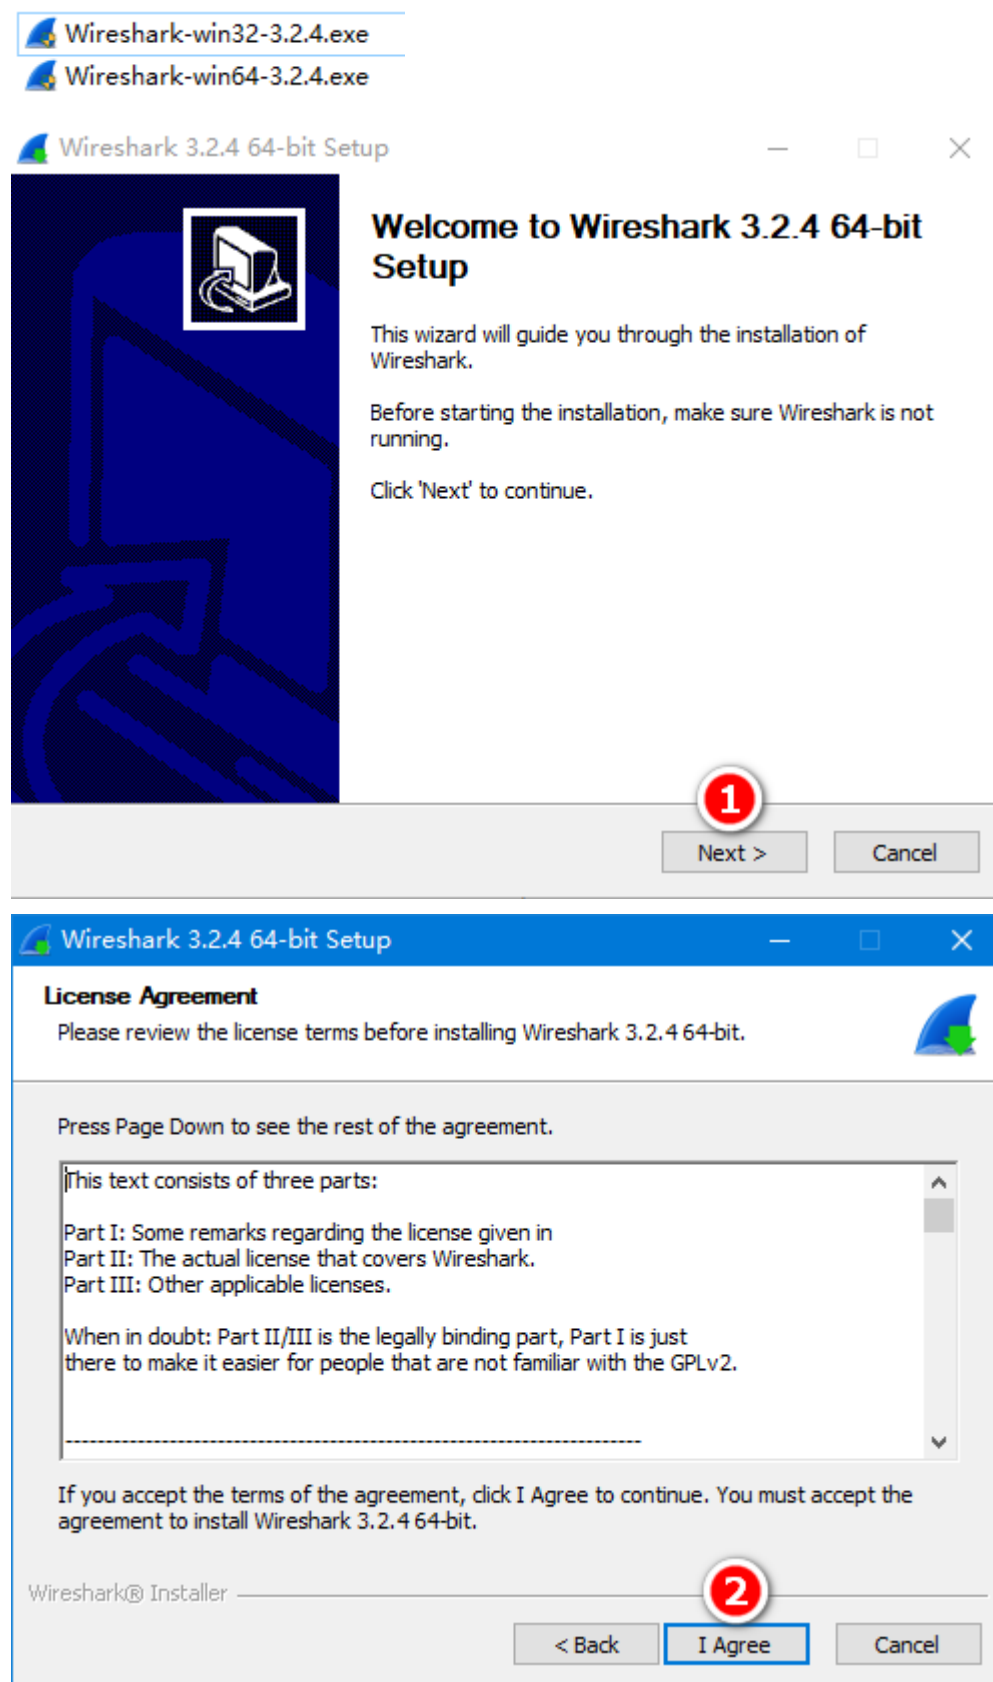 Wireshark-win32-3.2.4.exe
Wireshark-win64-3.2.4.exe
Wireshark 3.2.4 64-bit Setup
Welcome to Wireshark 3.2.4 64-bit
Setup
This wizard will guide you through the installation of
Wireshark.
Before starting the installation, make sure Wireshark is not
running.
Click 'Next' to continue.
1
Next >
Cancel
Wireshark 3.2.4 64-bit Setup
License Agreement
Please review the license terms before installing Wireshark 3.2.4 64-bit.
Press Page Down to see the rest of the agreement.
This text consists of three parts:
Part I: Some remarks regarding the license given in
Part II: The actual license that covers Wireshark.
Part III: Other applicable licenses.
When in doubt: Part II/III is the legally binding part, Part I is just
there to make it easier for people that are not familiar with the GPLv2.
------------------------------------------------------------------------
If you accept the terms of the agreement, click I Agree to continue. You must accept the
agreement to install Wireshark 3.2.4 64-bit.
Wireshark® Installer
2
< Back
I Agree
Cancel